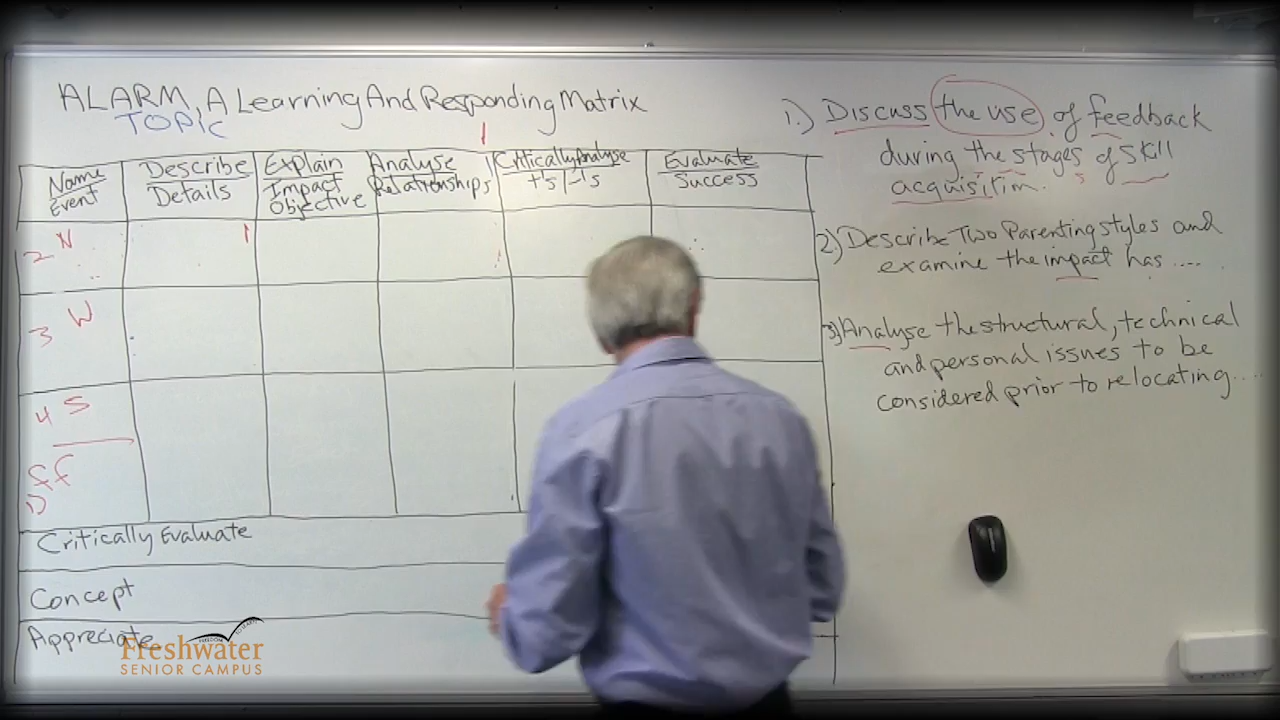 ALARM, A Learning And Responding Matrix
TOPIC
Name
Event
Describe
Details
Explain
Impact
Objective
Analyse
Relationships
Critically Analyse
+'s | -'s
Evaluate
Success
2 N
3 W
4 S
Critically Evaluate
Concept
Appreciate
1.) Discuss the use of feedback
during the stages of skill
acquisition.
2) Describe Two Parenting styles and
examine the impact has ....
3) Analyse the structural, technical
and personal issues to be
considered prior to relocating....
Freshwater
SENIOR CAMPUS